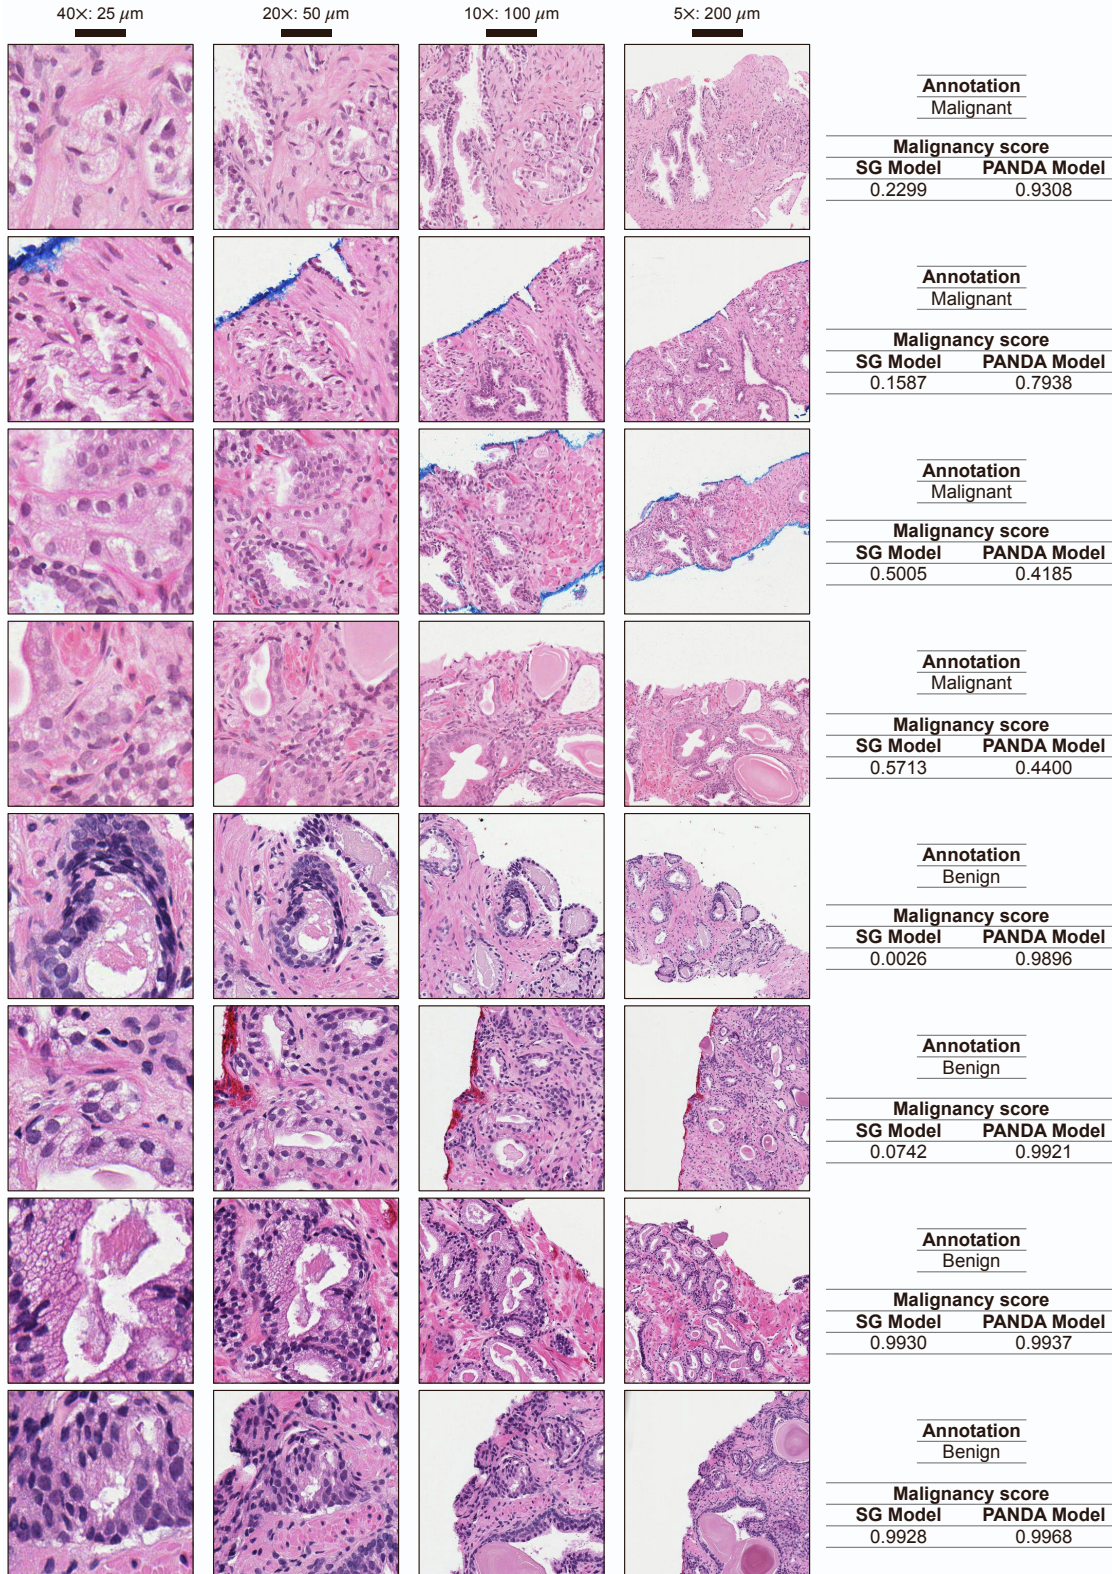 40×: 25 μm 20×: 50 μm 10×: 100 μm 5×: 200 μm
Annotation
Malignant
Malignancy score
SG Model PANDA Model
0.2299 0.9308
Annotation
Malignant
Malignancy score
SG Model PANDA Model
0.1587 0.7938
Annotation
Malignant
Malignancy score
SG Model PANDA Model
0.5005 0.4185
Annotation
Malignant
Malignancy score
SG Model PANDA Model
0.5713 0.4400
Annotation
Benign
Malignancy score
SG Model PANDA Model
0.0026 0.9896
Annotation
Benign
Malignancy score
SG Model PANDA Model
0.0742 0.9921
Annotation
Benign
Malignancy score
SG Model PANDA Model
0.9930 0.9937
Annotation
Benign
Malignancy score
SG Model PANDA Model
0.9928 0.9968